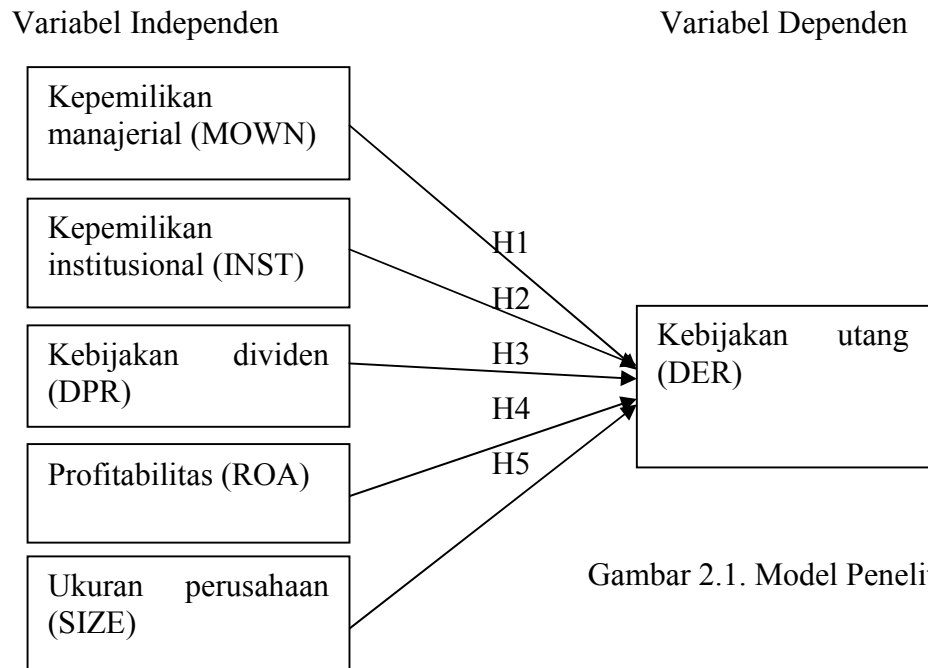 Variabel Independen
Variabel Dependen
Kepemilikan
manajerial (MOWN)
Kepemilikan
institusional (INST)
Kebijakan dividen
(DPR)
Profitabilitas (ROA)
Ukuran perusahaan
(SIZE)
H1
H2
H3
H4
H5
Kebijakan utang
(DER)
Gambar 2.1. Model Penelit